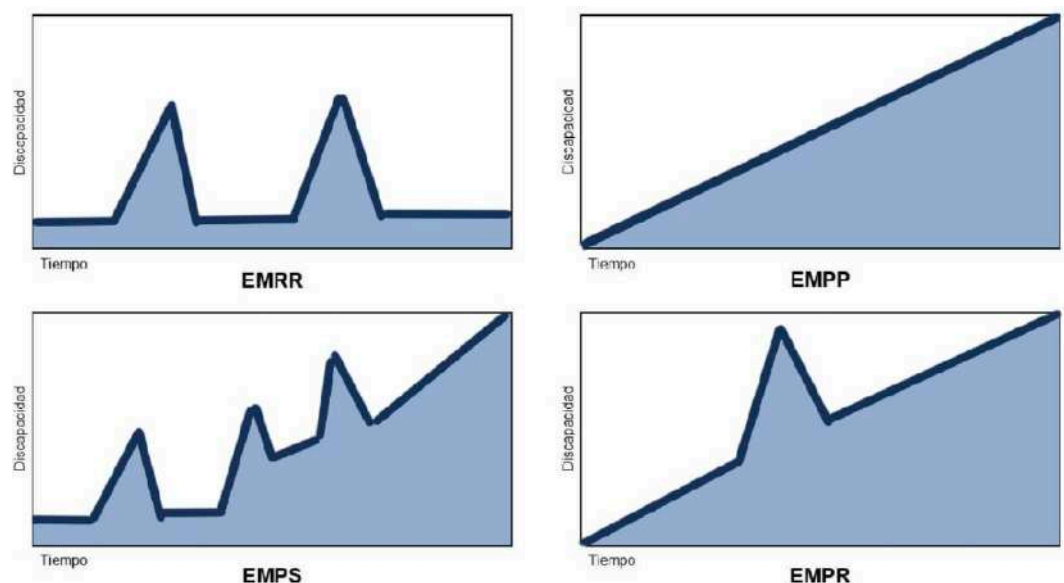 Discapacidad
Tiempo
EMRR
Discapacidad
Tiempo
EMPP
Discapacidad
Tiempo
EMPS
Discapacidad
Tiempo
EMPR